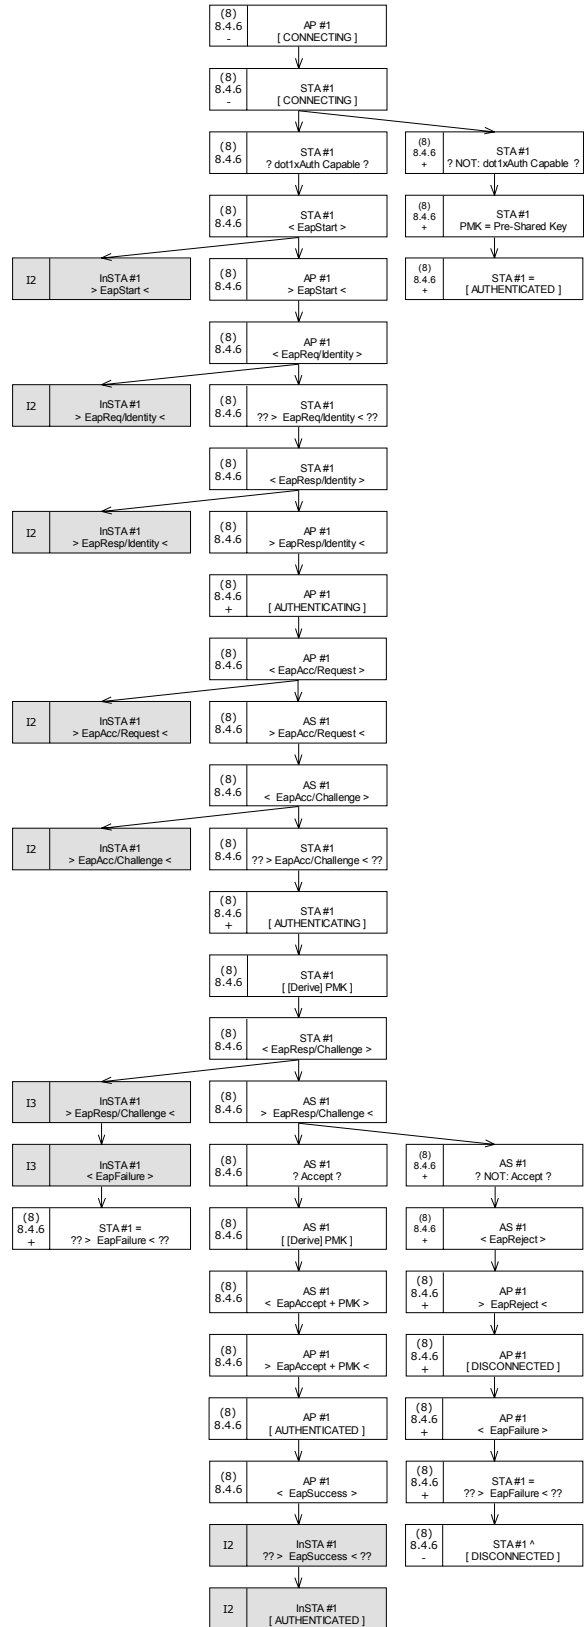 (8)
8.4.6
-
AP #1
[ CONNECTING ]
(8)
8.4.6
-
STA #1
[ CONNECTING ]
(8)
8.4.6
STA #1
? dot1xAuth Capable ?
(8)
8.4.6
+
STA #1
? NOT: dot1xAuth Capable ?
(8)
8.4.6
STA #1
< EapStart >
(8)
8.4.6
+
STA #1
PMK = Pre-Shared Key
I2
InSTA #1
> EapStart <
(8)
8.4.6
AP #1
> EapStart <
(8)
8.4.6
+
STA #1 =
[ AUTHENTICATED ]
(8)
8.4.6
AP #1
< EapReq/Identity >
I2
InSTA #1
> EapReq/Identity <
(8)
8.4.6
STA #1
?? > EapReq/Identity < ??
(8)
8.4.6
STA #1
< EapResp/Identity >
I2
InSTA #1
> EapResp/Identity <
(8)
8.4.6
AP #1
> EapResp/Identity <
(8)
8.4.6
+
AP #1
[ AUTHENTICATING ]
(8)
8.4.6
AP #1
< EapAcc/Request >
I2
InSTA #1
> EapAcc/Request <
(8)
8.4.6
AS #1
> EapAcc/Request <
(8)
8.4.6
AS #1
< EapAcc/Challenge >
I2
InSTA #1
> EapAcc/Challenge <
(8)
8.4.6
STA #1
?? > EapAcc/Challenge < ??
(8)
8.4.6
+
STA #1
[ AUTHENTICATING ]
(8)
8.4.6
STA #1
[ [Derive] PMK ]
(8)
8.4.6
STA #1
< EapResp/Challenge >
I3
InSTA #1
> EapResp/Challenge <
(8)
8.4.6
AS #1
> EapResp/Challenge <
I3
InSTA #1
< EapFailure >
(8)
8.4.6
AS #1
? Accept ?
(8)
8.4.6
+
AS #1
? NOT: Accept ?
(8)
8.4.6
+
STA #1 =
?? > EapFailure < ??
(8)
8.4.6
AS #1
[ [Derive] PMK ]
(8)
8.4.6
+
AS #1
< EapReject >
(8)
8.4.6
AS #1
< EapAccept + PMK >
(8)
8.4.6
+
AP #1
> EapReject <
(8)
8.4.6
AP #1
> EapAccept + PMK <
(8)
8.4.6
+
AP #1
[ DISCONNECTED ]
(8)
8.4.6
AP #1
[ AUTHENTICATED ]
(8)
8.4.6
+
AP #1
< EapFailure >
(8)
8.4.6
AP #1
< EapSuccess >
(8)
8.4.6
+
STA #1 =
?? > EapFailure < ??
I2
InSTA #1
?? > EapSuccess < ??
(8)
8.4.6
-
STA #1 ^
[ DISCONNECTED ]
I2
InSTA #1
[ AUTHENTICATED ]